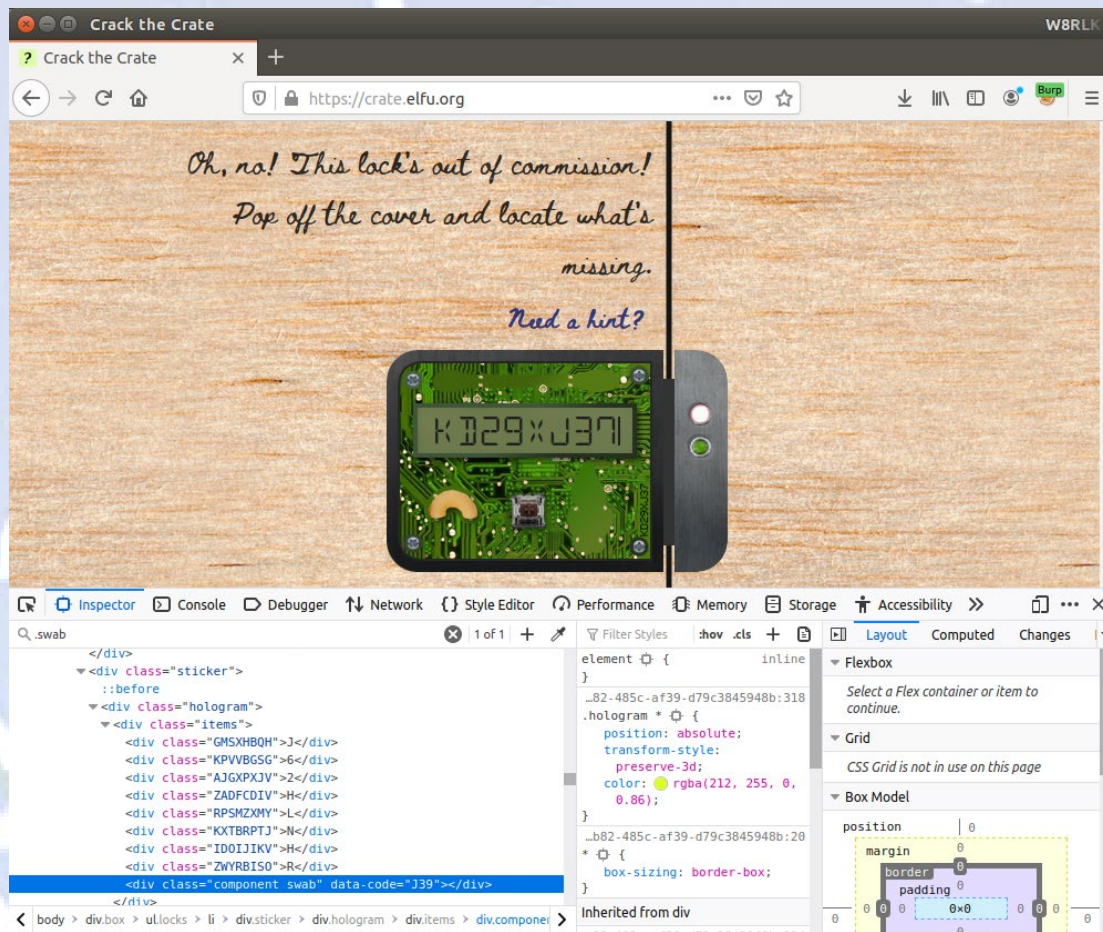 Crack the Crate
W8RLK
? Crack the Crate
https://crate.elfu.org
Burp
Oh, no! This lock's out of commission!
Pop off the cover and locate what's
missing.
Need a hint?
KD29XJ37
KD29XJ37
Inspector Console Debugger Network {} Style Editor Performance Memory Storage Accessibility
.swab 1 of 1 +
</div>
<div class="sticker">
::before
<div class="hologram">
<div class="items">
<div class="GMSXHBQH">J</div>
<div class="KPVVBGSG">6</div>
<div class="AJGXPXJV">2</div>
<div class="ZADFCDIV">H</div>
<div class="RPSMZXMY">L</div>
<div class="KXTBRPTJ">N</div>
<div class="IDOIJIKV">H</div>
<div class="ZWYRBISO">R</div>
<div class="component swab" data-code="J39"></div>
</div>
body > div.box > ul.locks > li > div.sticker > div.hologram > div.items > div.componen
Filter Styles :hov .cls +
element { inline
}
…82-485c-af39-d79c3845948b:318
.hologram * {
position: absolute;
transform-style:
preserve-3d;
color: rgba(212, 255, 0,
0.86);
}
…b82-485c-af39-d79c3845948b:20
* {
box-sizing: border-box;
}
Inherited from div
Layout Computed Changes
Flexbox
Select a Flex container or item to
continue.
Grid
CSS Grid is not in use on this page
Box Model
position 0
margin 0
border 0
padding 0
0 0 0 0 0×0 0 0 0 0